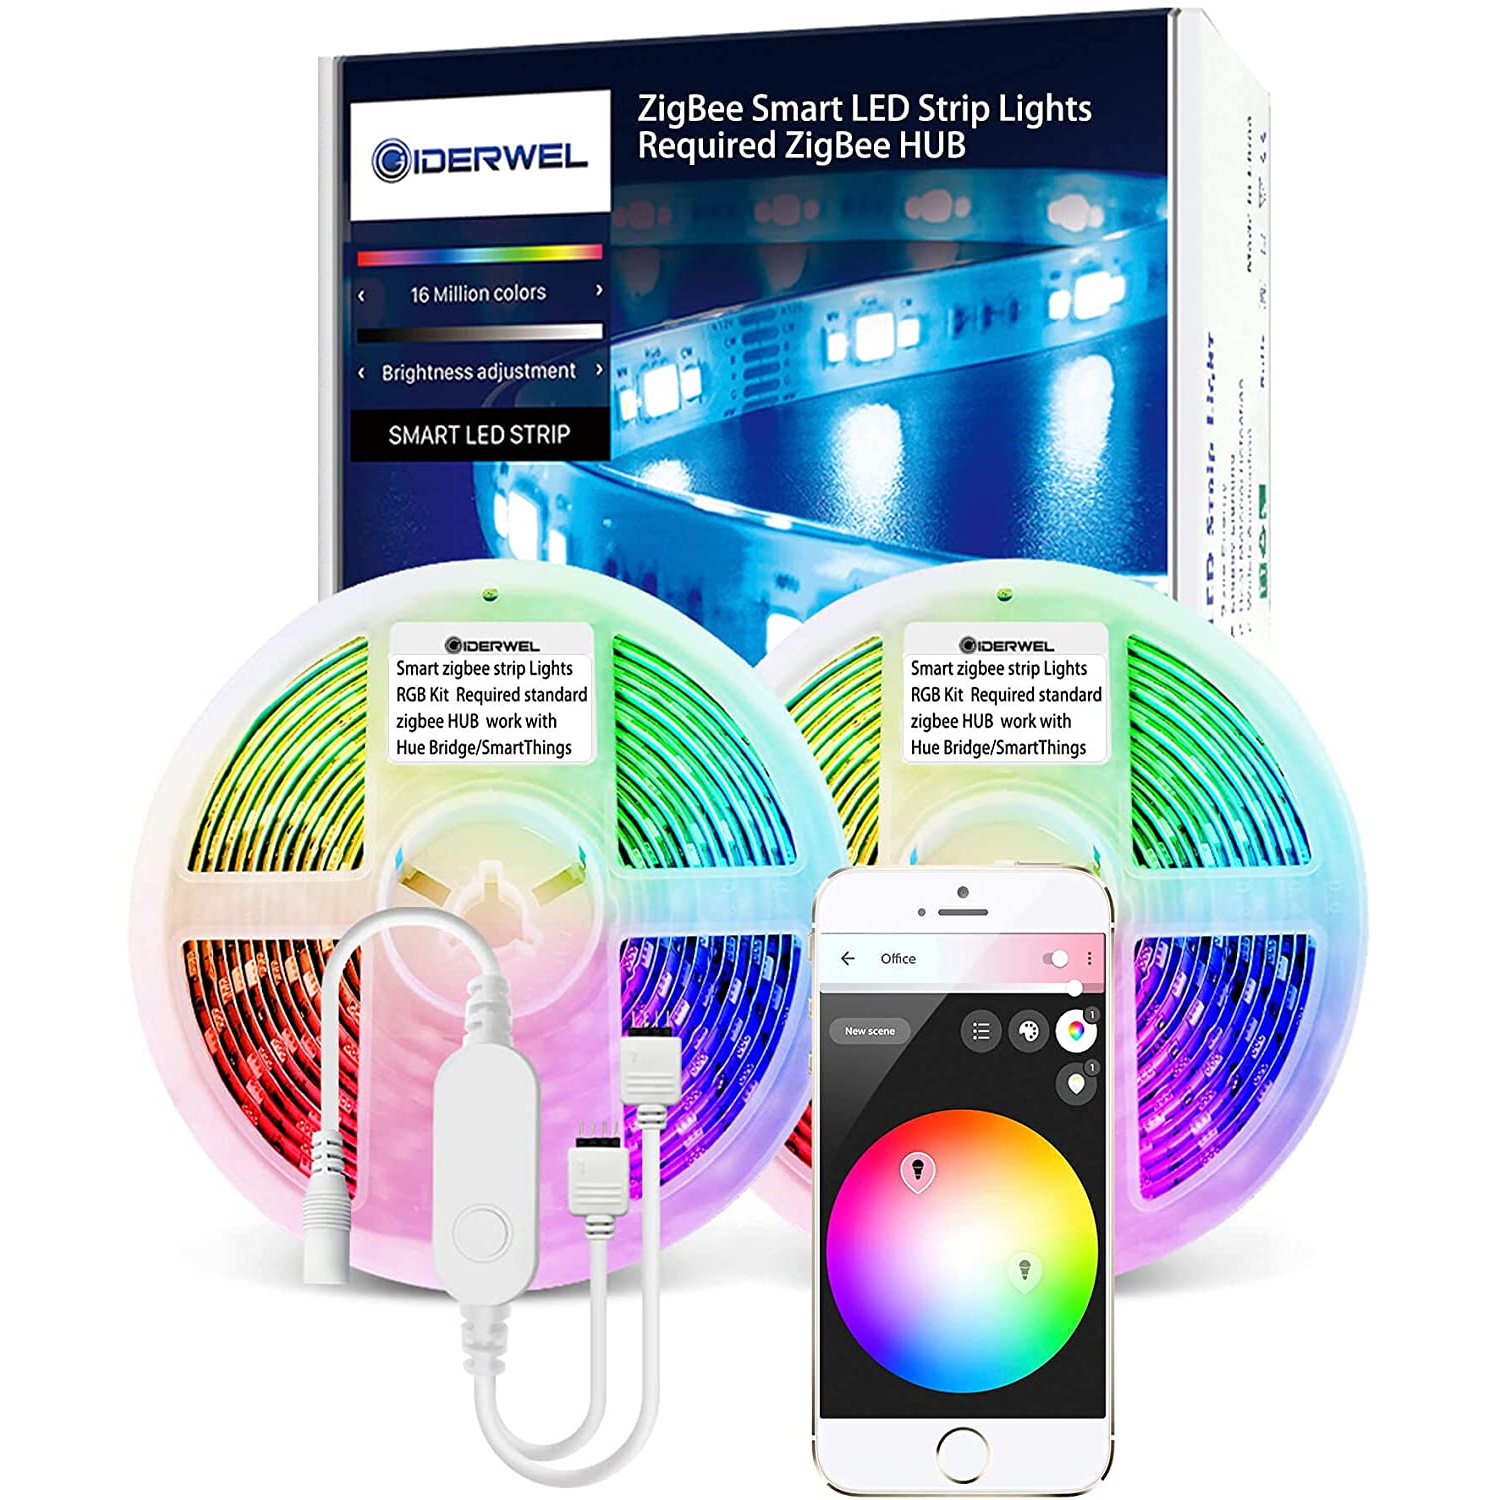 GIDERWEL
ZigBee Smart LED Strip Lights
Required ZigBee HUB
‹ 16 Million colors ›
‹ Brightness adjustment ›
SMART LED STRIP
GIDERWEL
Smart zigbee strip Lights
RGB Kit Required standard
zigbee HUB work with
Hue Bridge/SmartThings
GIDERWEL
Smart zigbee strip Lights
RGB Kit Required standard
zigbee HUB work with
Hue Bridge/SmartThings
Office
New scene
1
1